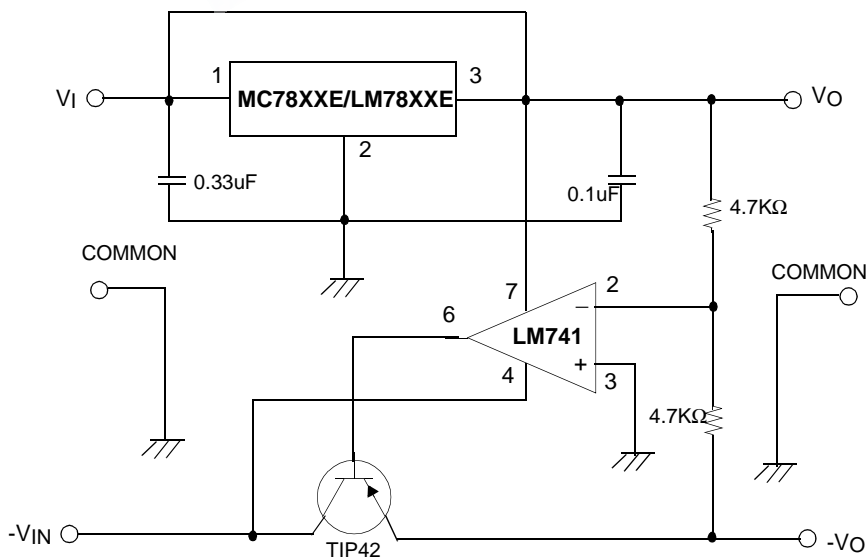 1
3
VI
MC78XXE/LM78XXE
VO
2
0.33uF
0.1uF
4.7KΩ
COMMON
COMMON
7
2
6
–
LM741
+
4
3
4.7KΩ
-VIN
TIP42
-VO